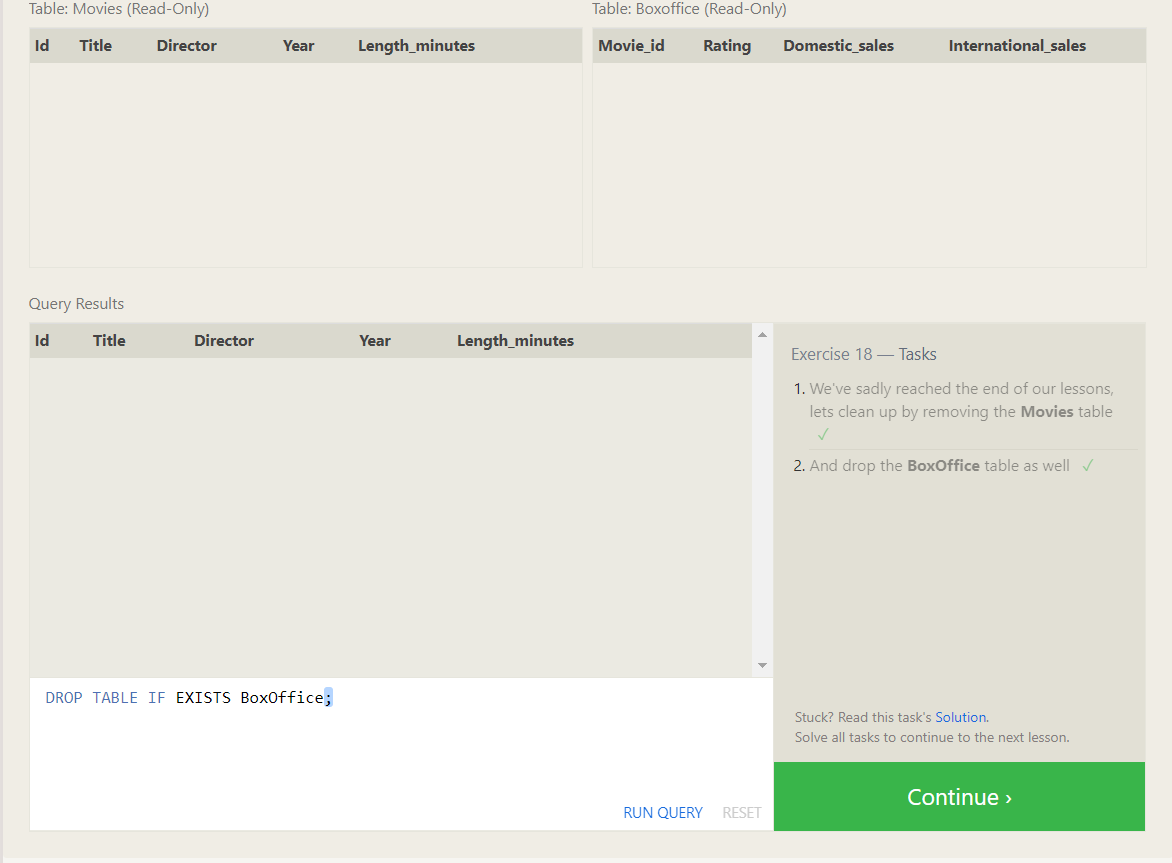 Table: Movies (Read-Only)
Table: Boxoffice (Read-Only)
Id Title Director Year Length_minutes
Movie_id Rating Domestic_sales International_sales
Query Results
Id Title Director Year Length_minutes
Exercise 18 — Tasks
1. We've sadly reached the end of our lessons,
lets clean up by removing the Movies table
✓
2. And drop the BoxOffice table as well ✓
Stuck? Read this task's Solution.
Solve all tasks to continue to the next lesson.
DROP TABLE IF EXISTS BoxOffice;
RUN QUERY RESET
Continue ›